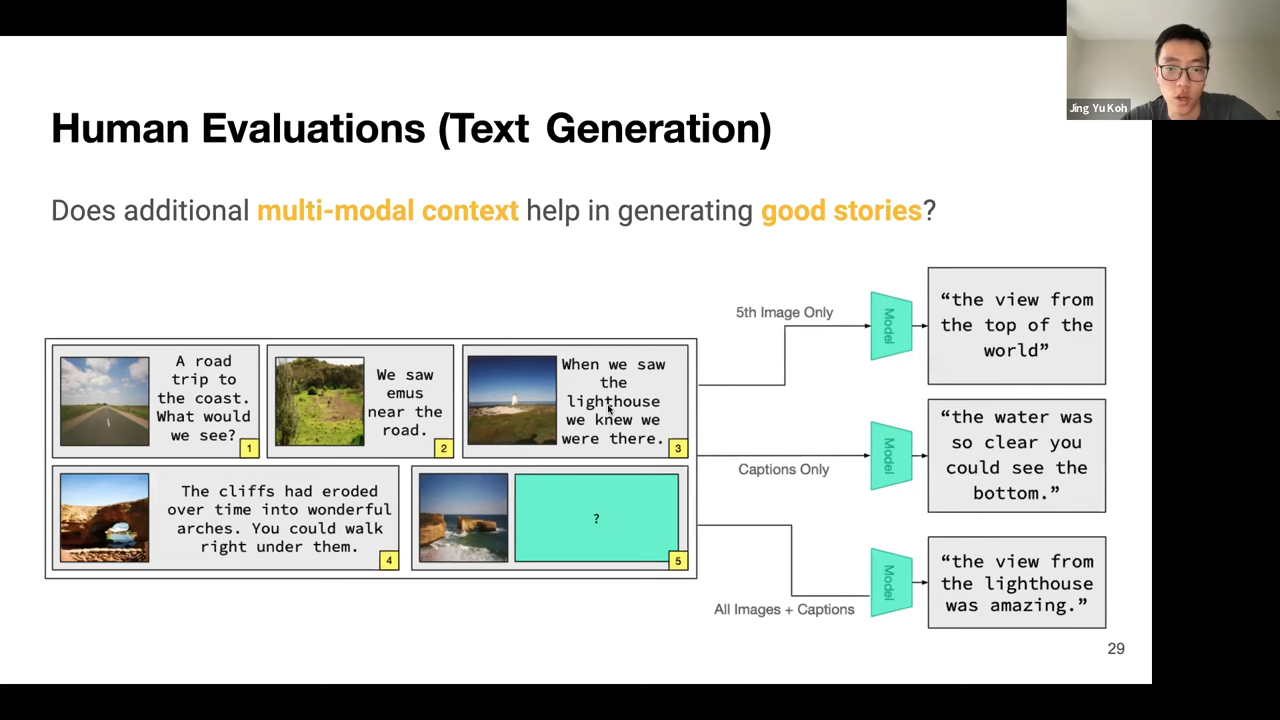 Jing Yu Koh
Human Evaluations (Text Generation)
Does additional multi-modal context help in generating good stories?
A road
trip to
the coast.
What would
we see?
1
We saw
emus
near the
road.
2
When we saw
the
lighthouse
we knew we
were there.
3
The cliffs had eroded
over time into wonderful
arches. You could walk
right under them.
4
?
5
5th Image Only
Model
“the view from
the top of the
world”
Captions Only
Model
“the water was
so clear you
could see the
bottom.”
All Images + Captions
Model
“the view from
the lighthouse
was amazing.”
29